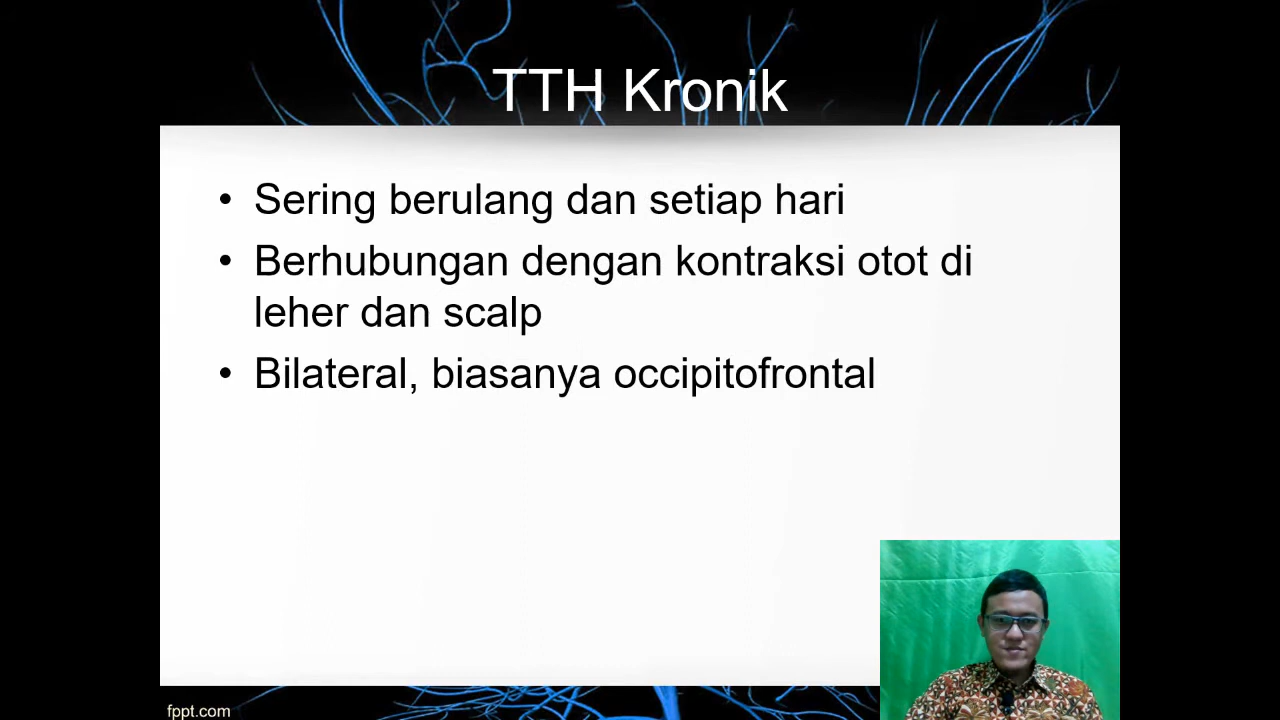 TTH Kronik
• Sering berulang dan setiap hari
• Berhubungan dengan kontraksi otot di
leher dan scalp
• Bilateral, biasanya occipitofrontal
fppt.com